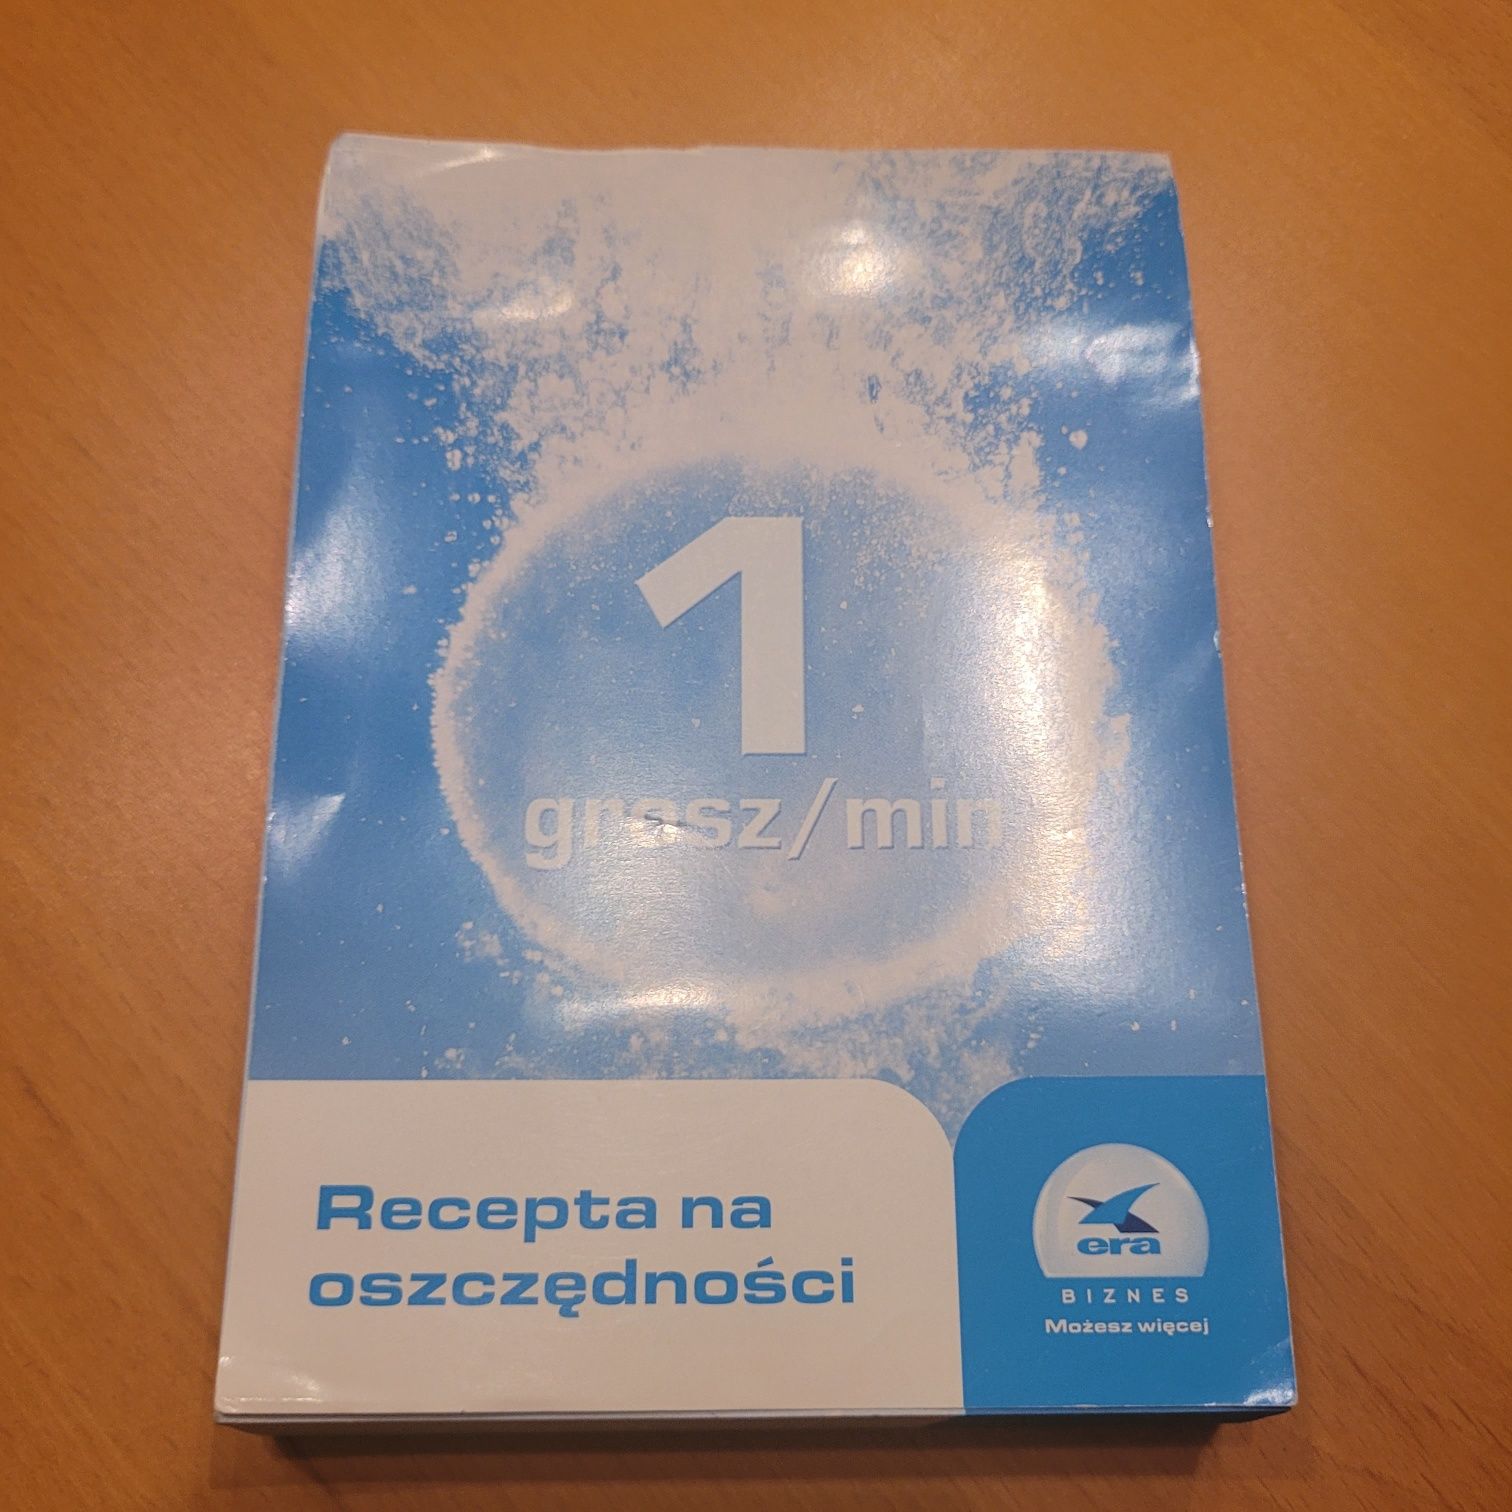 1
grosz/min
Recepta na
oszczędności
era
BIZNES
Możesz więcej